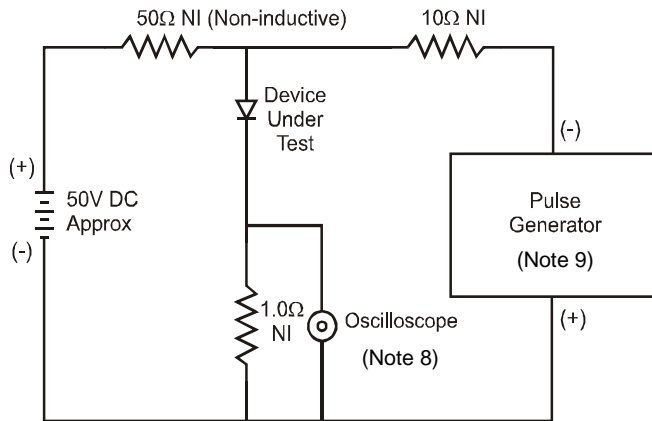 50Ω NI (Non-inductive)
10Ω NI
Device
Under
Test
(+)
50V DC
Approx
(-)
(-)
Pulse
Generator
(Note 9)
(+)
1.0Ω
NI
Oscilloscope
(Note 8)